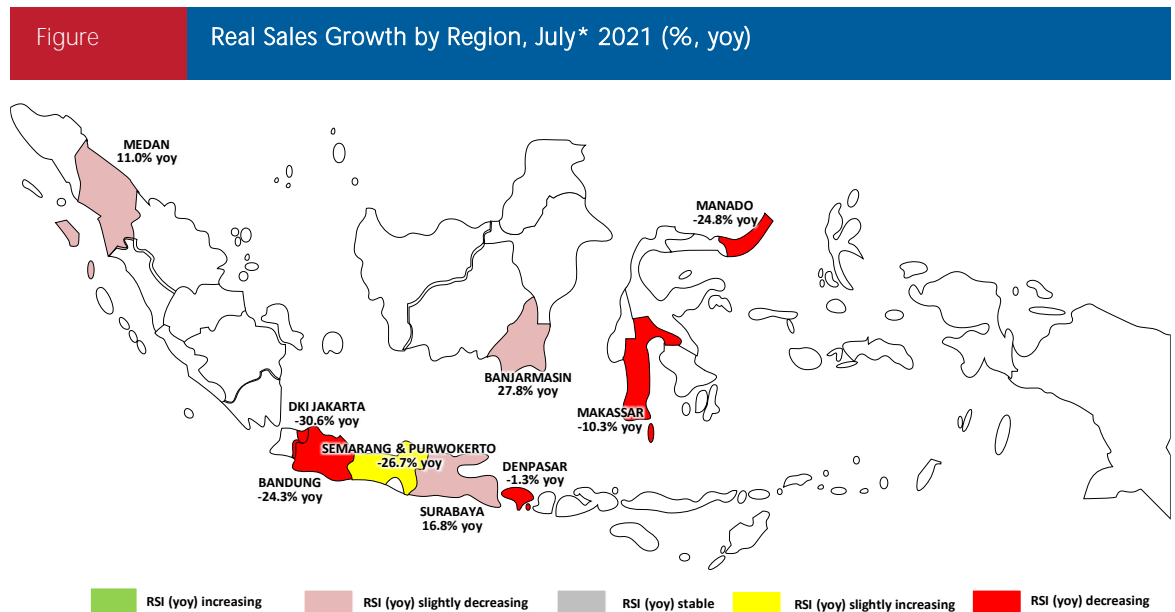 Figure
Real Sales Growth by Region, July* 2021 (%, yoy)
MEDAN
11.0% yoy
MANADO
-24.8% yoy
BANJARMASIN
27.8% yoy
DKI JAKARTA
-30.6% yoy
MAKASSAR
-10.3% yoy
SEMARANG & PURWOKERTO
-26.7% yoy
DENPASAR
-1.3% yoy
BANDUNG
-24.3% yoy
SURABAYA
16.8% yoy
RSI (yoy) increasing
RSI (yoy) slightly decreasing
RSI (yoy) stable
RSI (yoy) slightly increasing
RSI (yoy) decreasing